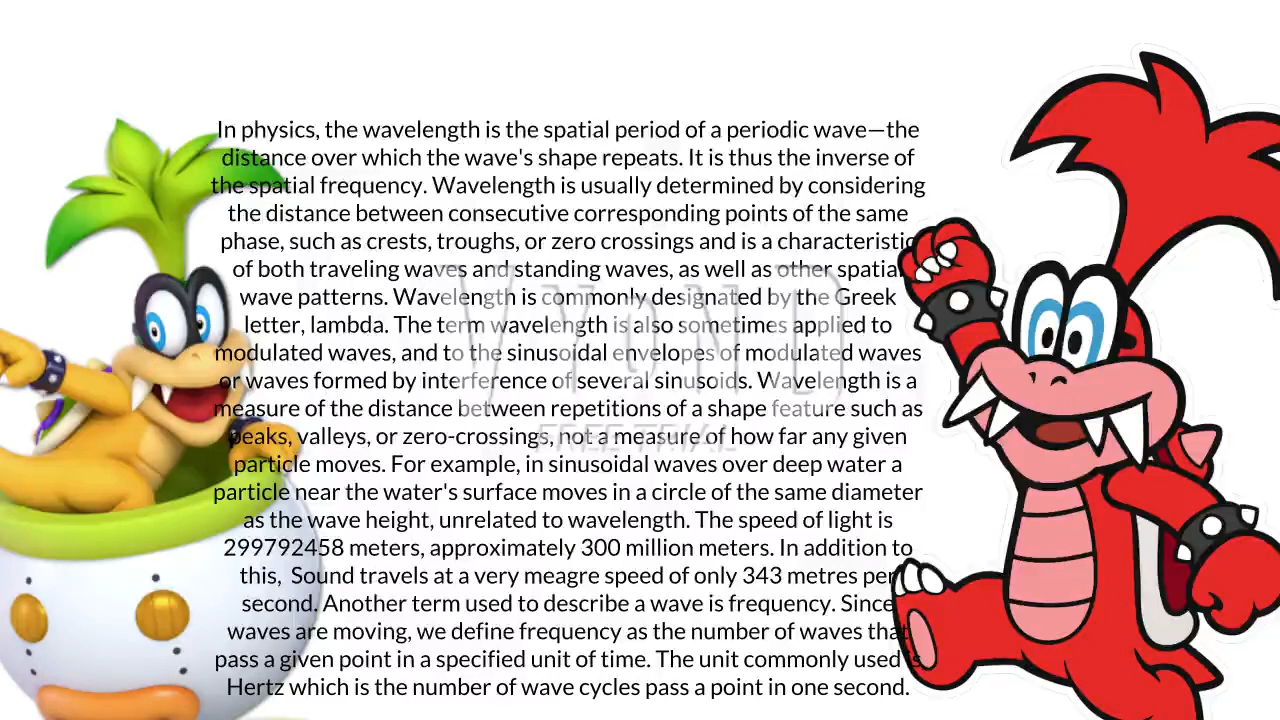 In physics, the wavelength is the spatial period of a periodic wave—the
distance over which the wave's shape repeats. It is thus the inverse of
the spatial frequency. Wavelength is usually determined by considering
the distance between consecutive corresponding points of the same
phase, such as crests, troughs, or zero crossings and is a characteristic
of both traveling waves and standing waves, as well as other spatial
wave patterns. Wavelength is commonly designated by the Greek
letter, lambda. The term wavelength is also sometimes applied to
modulated waves, and to the sinusoidal envelopes of modulated waves
or waves formed by interference of several sinusoids. Wavelength is a
measure of the distance between repetitions of a shape feature such as
peaks, valleys, or zero-crossings, not a measure of how far any given
particle moves. For example, in sinusoidal waves over deep water a
particle near the water's surface moves in a circle of the same diameter
as the wave height, unrelated to wavelength. The speed of light is
299792458 meters, approximately 300 million meters. In addition to
this, Sound travels at a very meagre speed of only 343 metres per
second. Another term used to describe a wave is frequency. Since
waves are moving, we define frequency as the number of waves that
pass a given point in a specified unit of time. The unit commonly used is
Hertz which is the number of wave cycles pass a point in one second.
VYOND
FREE TRIAL